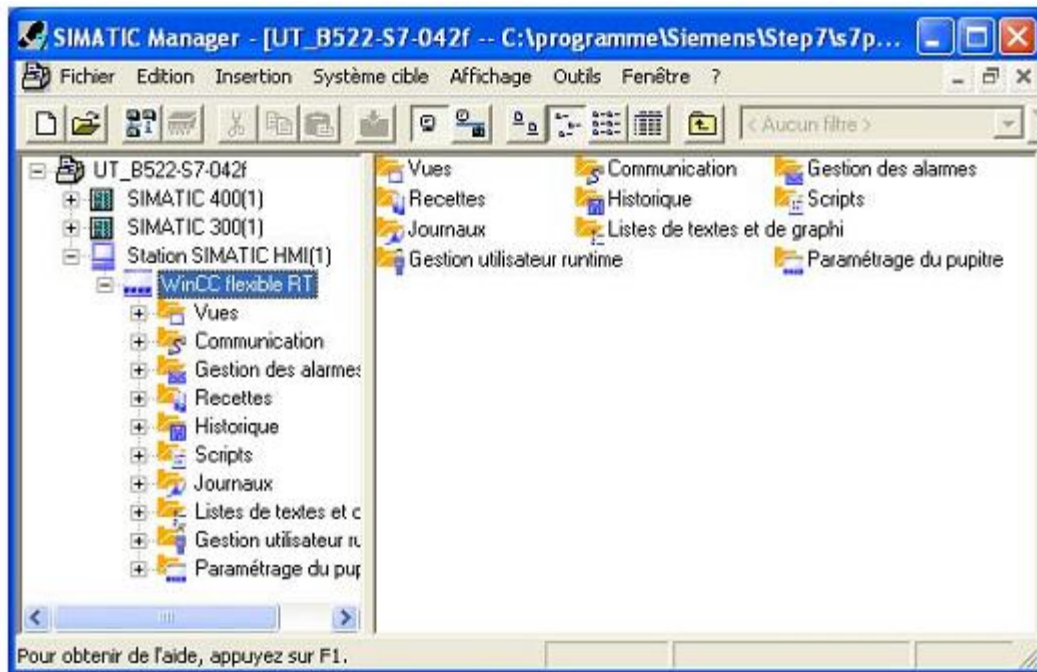 SIMATIC Manager - [UT_B522-S7-042f -- C:\programme\Siemens\Step7\s7p...
Fichier Edition Insertion Système cible Affichage Outils Fenêtre ?
< Aucun filtre >
UT_B522-S7-042f
SIMATIC 400(1)
SIMATIC 300(1)
Station SIMATIC HMI(1)
WinCC flexible RT
Vues
Communication
Gestion des alarmes
Recettes
Historique
Scripts
Journaux
Listes de textes et c
Gestion utilisateur ru
Paramétrage du pup
Vues Communication Gestion des alarmes
Recettes Historique Scripts
Journaux Listes de textes et de graphi
Gestion utilisateur runtime Paramétrage du pupitre
Pour obtenir de l'aide, appuyez sur F1.